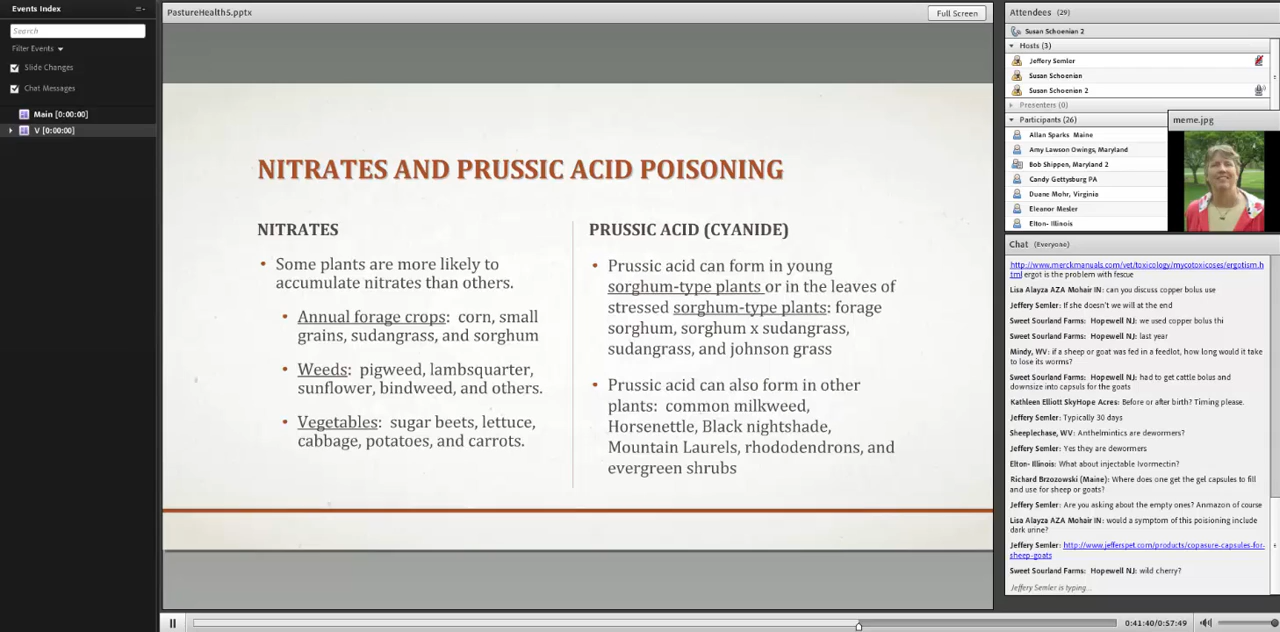 Events Index
Search
Filter Events
Slide Changes
Chat Messages
Main [0:00:00]
V [0:00:00]
PastureHealth5.pptx
Full Screen
NITRATES AND PRUSSIC ACID POISONING
NITRATES
• Some plants are more likely to
accumulate nitrates than others.
• Annual forage crops: corn, small
grains, sudangrass, and sorghum
• Weeds: pigweed, lambsquarter,
sunflower, bindweed, and others.
• Vegetables: sugar beets, lettuce,
cabbage, potatoes, and carrots.
PRUSSIC ACID (CYANIDE)
• Prussic acid can form in young
sorghum-type plants or in the leaves of
stressed sorghum-type plants: forage
sorghum, sorghum x sudangrass,
sudangrass, and johnson grass
• Prussic acid can also form in other
plants: common milkweed,
Horsenettle, Black nightshade,
Mountain Laurels, rhododendrons, and
evergreen shrubs
0:41:40/0:57:49
Attendees (29)
Susan Schoenian 2
Hosts (3)
Jeffery Semler
Susan Schoenian
Susan Schoenian 2
Presenters (0)
Participants (26)
Allan Sparks Maine
Amy Lawson Owings, Maryland
Bob Shippen, Maryland 2
Candy Gettysburg PA
Duane Mohr, Virginia
Eleanor Mesler
Elton- Illinois
meme.jpg
Chat (Everyone)
http://www.merckmanuals.com/vet/toxicology/mycotoxicoses/ergotism.h
tml ergot is the problem with fescue
Lisa Alayza AZA Mohair IN: can you discuss copper bolus use
Jeffery Semler: If she doesn't we will at the end
Sweet Sourland Farms: Hopewell NJ: we used copper bolus thi
Sweet Sourland Farms: Hopewell NJ: last year
Mindy, WV: if a sheep or goat was fed in a feedlot, how long would it take
to lose its worms?
Sweet Sourland Farms: Hopewell NJ: had to get cattle bolus and
downsize into capsuls for the goats
Kathleen Elliott SkyHope Acres: Before or after birth? Timing please.
Jeffery Semler: Typically 30 days
Sheeplechase, WV: Anthelmintics are dewormers?
Jeffery Semler: Yes they are dewormers
Elton- Illinois: What about injectable Ivormectin?
Richard Brzozowski (Maine): Where does one get the gel capsules to fill
and use for sheep or goats?
Jeffery Semler: Are you asking about the empty ones? Anmazon of course
Lisa Alayza AZA Mohair IN: would a symptom of this poisioning include
dark urine?
Jeffery Semler: http://www.jefferspet.com/products/copasure-capsules-for-
sheep-goats
Sweet Sourland Farms: Hopewell NJ: wild cherry?
Jeffery Semler is typing...